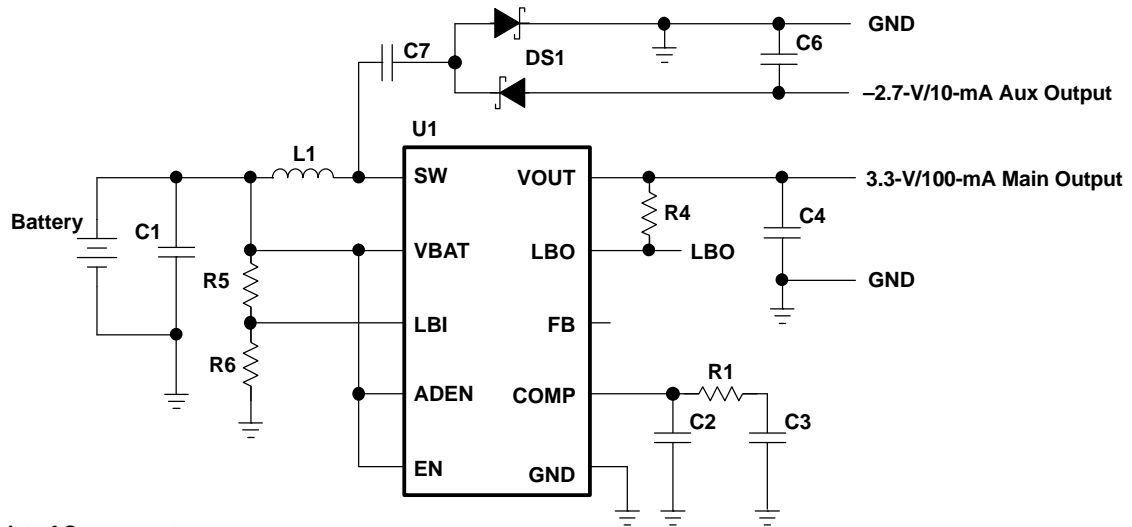 GND
C7
DS1
C6
–2.7-V/10-mA Aux Output
U1
L1
SW
VOUT
3.3-V/100-mA Main Output
Battery
C1
R4
C4
VBAT
LBO
LBO
R5
GND
LBI
FB
R6
R1
ADEN
COMP
C2
C3
EN
GND